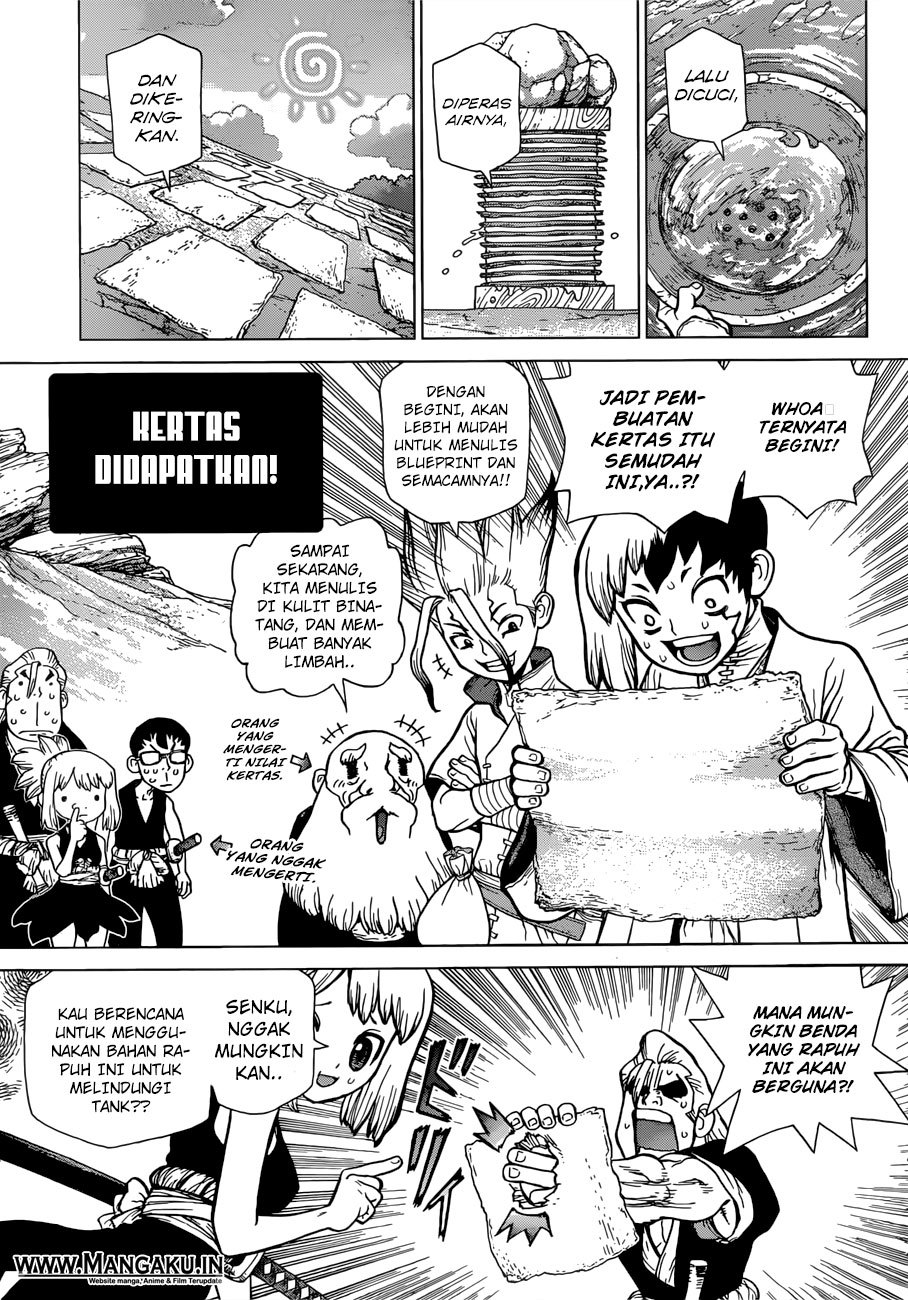 LALU
DICUCI,
DIPERAS
AIRNYA,
DAN
DIKE-
RING-
KAN.
WHOA
TERNYATA
BEGINI!
JADI PEM-
BUATAN
KERTAS ITU
SEMUDAH
INI,YA..?!
DENGAN
BEGINI, AKAN
LEBIH MUDAH
UNTUK MENULIS
BLUEPRINT DAN
SEMACAMNYA!!
KERTAS
DIDAPATKAN!
SAMPAI
SEKARANG,
KITA MENULIS
DI KULIT BINA-
TANG, DAN MEM-
BUAT BANYAK
LIMBAH..
ORANG
YANG
MENGER-
TI NILAI
KERTAS.
ORANG
YANG NGGAK
MENGERTI.
MANA MUN-
GKIN BENDA
YANG RAPUH
INI AKAN
BERGUNA?!
SENKU,
NGGAK
MUNGKIN
KAN..
KAU BERENCANA
UNTUK MENGGU-
NAKAN BAHAN RA-
PUH INI UNTUK
MELINDUNGI
TANK??
ドズッ
WWW.MANGAKU.IN
Website manga, Anime & Film Terupdate